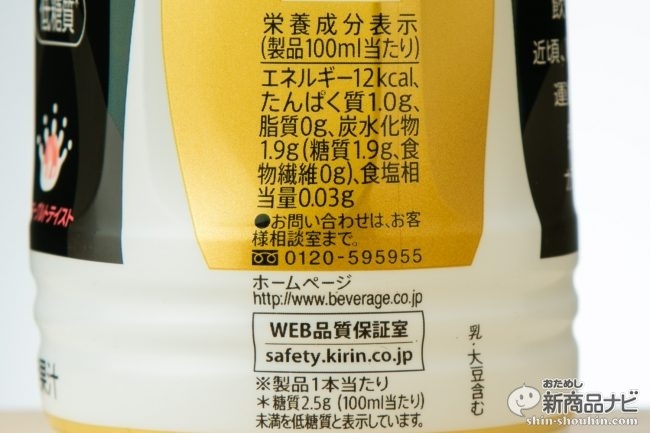 低糖質*
栄養成分表示
(製品100ml当たり)
エネルギー12kcal、
たんぱく質1.0g、
脂質0g、炭水化物
1.9g(糖質1.9g、食
物繊維0g)、食塩相
当量0.03g
●お問い合わせは、お客
様相談室まで。
0120-595955
ホームページ
http://www.beverage.co.jp
WEB品質保証室
safety.kirin.co.jp
※製品1本当たり
*糖質2.5g (100ml当たり)
未満を低糖質と表示しています。
乳・大豆含む
ルトテイスト
果汁
飲
近頃、
運
おためし
新商品ナビ
shin-shouhin.com